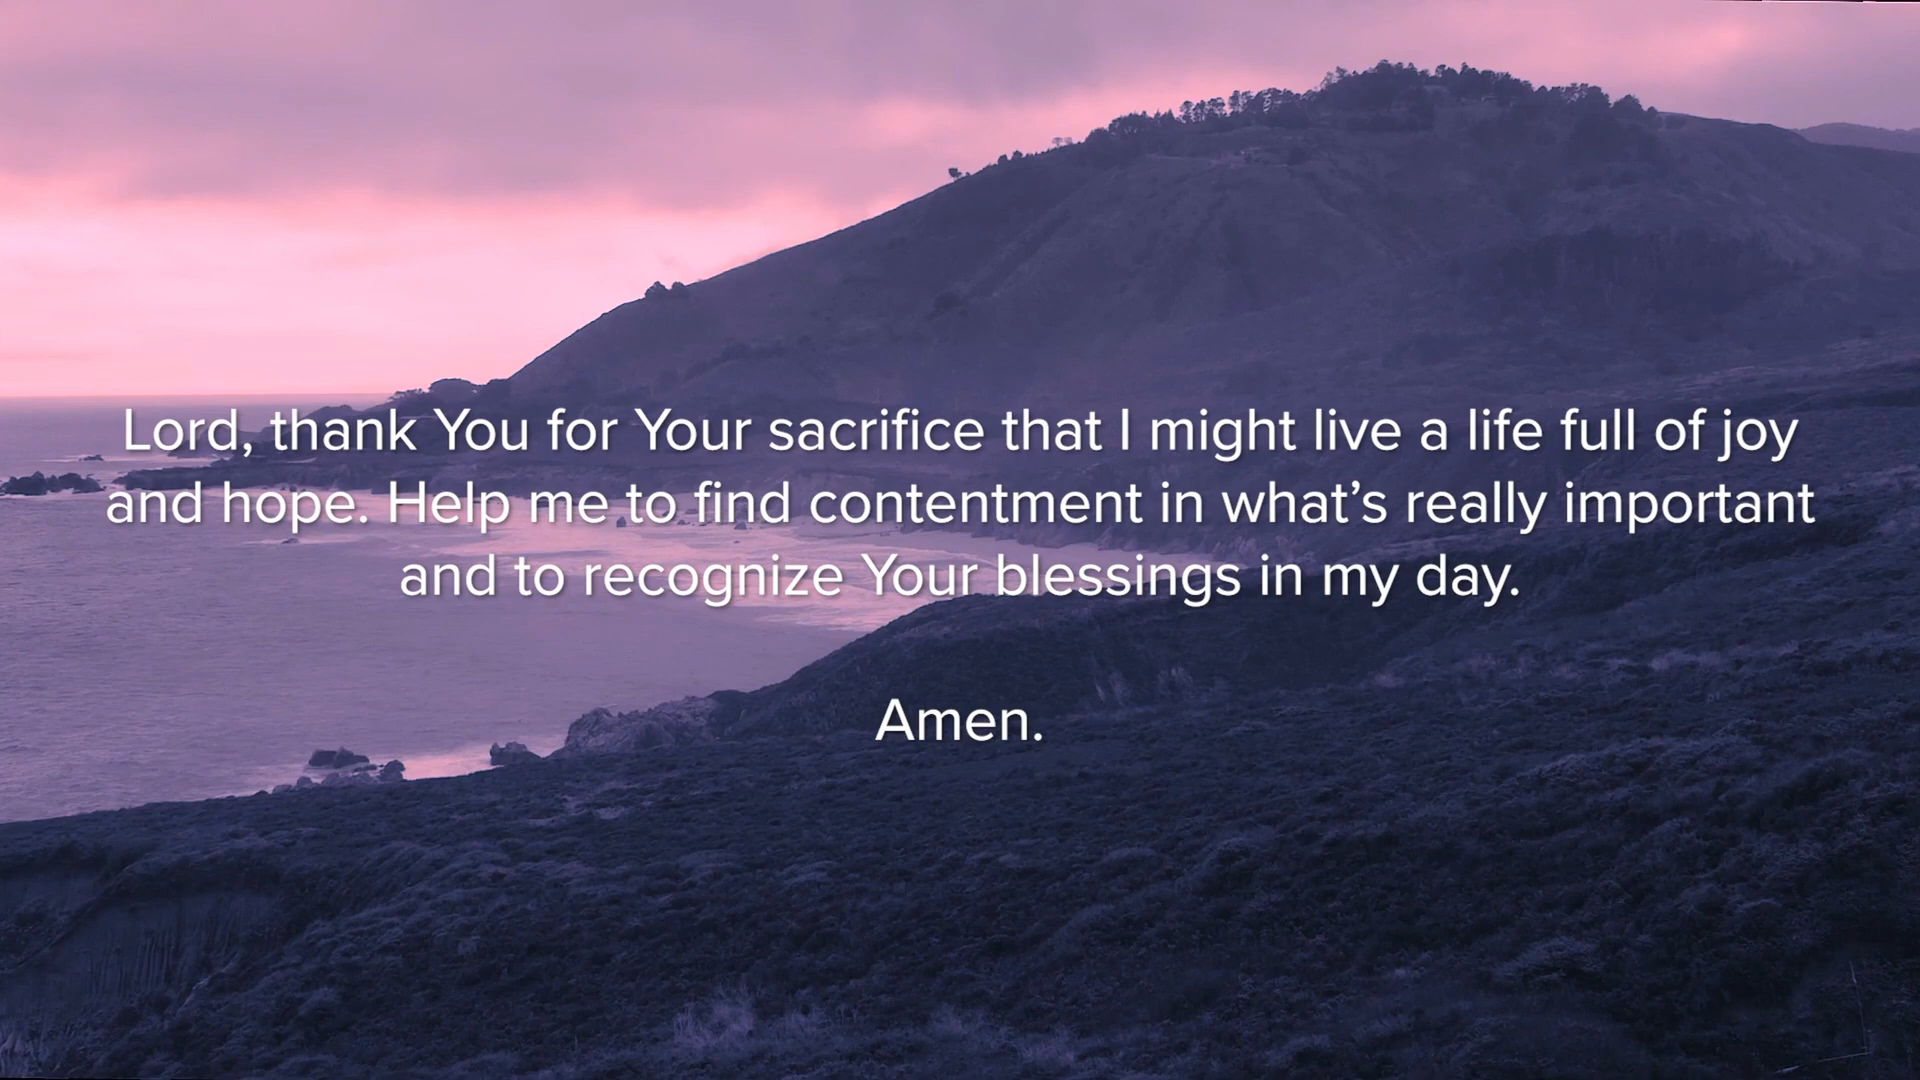 Lord, thank You for Your sacrifice that I might live a life full of joy
and hope. Help me to find contentment in what’s really important
and to recognize Your blessings in my day.
Amen.